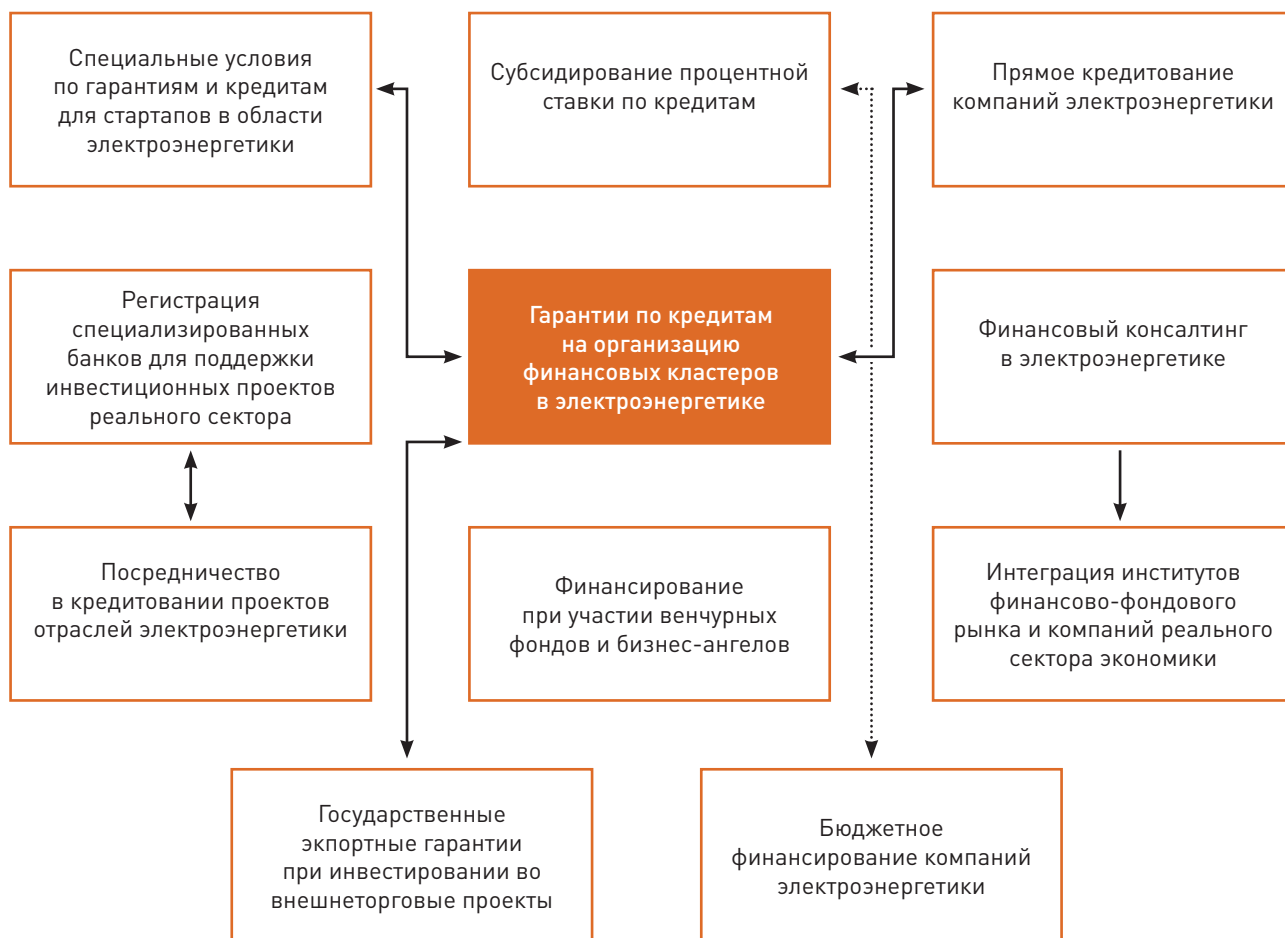 Специальные условия
по гарантиям и кредитам
для стартапов в области
электроэнергетики
Субсидирование процентной
ставки по кредитам
Прямое кредитование
компаний электроэнергетики
Регистрация
специализированных
банков для поддержки
инвестиционных проектов
реального сектора
Гарантии по кредитам
на организацию
финансовых кластеров
в электроэнергетике
Финансовый консалтинг
в электроэнергетике
Посредничество
в кредитовании проектов
отраслей электроэнергетики
Финансирование
при участии венчурных
фондов и бизнес-ангелов
Интеграция институтов
финансово-фондового
рынка и компаний реального
сектора экономики
Государственные
экпортные гарантии
при инвестировании во
внешнеторговые проекты
Бюджетное
финансирование компаний
электроэнергетики